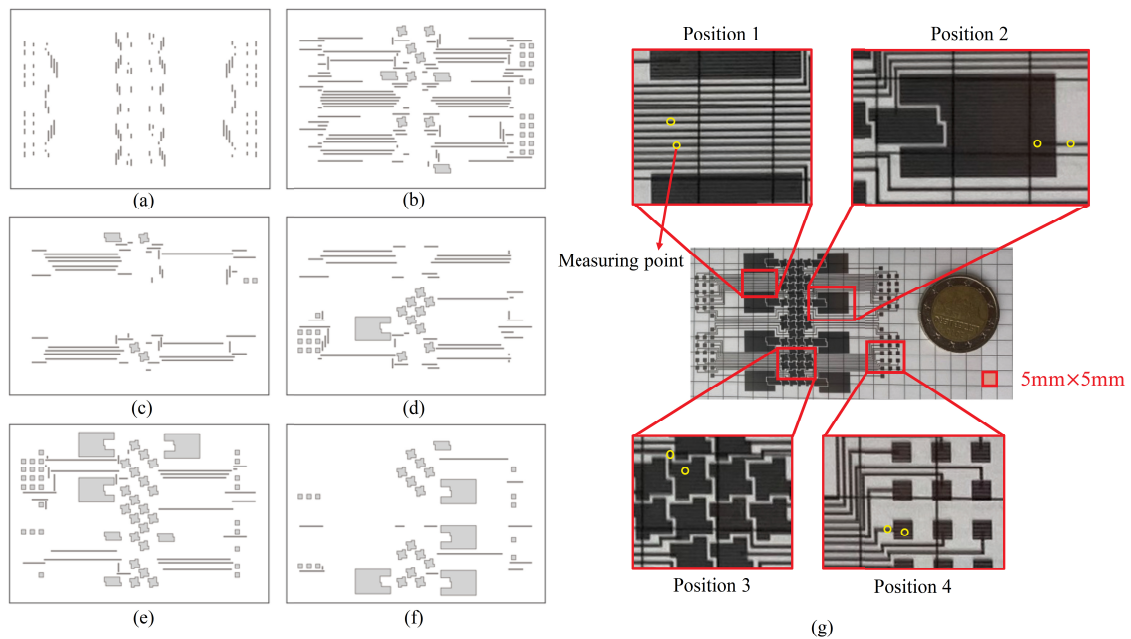 Position 1
Position 2
Measuring point
5mm×5mm
(a)
(b)
(c)
(d)
(e)
(f)
Position 3
Position 4
(g)